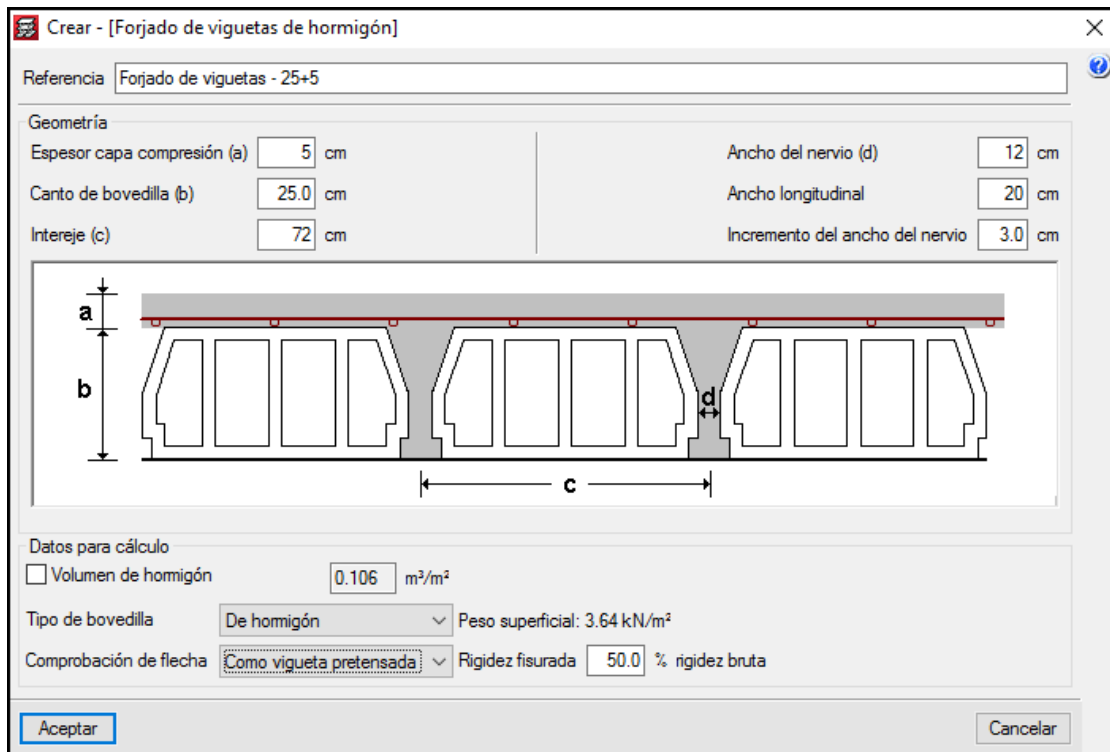 Crear - [Forjado de viguetas de hormigón]
Referencia Forjado de viguetas - 25+5
Geometría
Espesor capa compresión (a) 5 cm
Ancho del nervio (d) 12 cm
Canto de bovedilla (b) 25.0 cm
Ancho longitudinal 20 cm
Intereje (c) 72 cm
Incremento del ancho del nervio 3.0 cm
a
b
d
c
Datos para cálculo
Volumen de hormigón 0.106 m³/m²
Tipo de bovedilla De hormigón Peso superficial: 3.64 kN/m²
Comprobación de flecha Como vigueta pretensada Rigidez fisurada 50.0 % rigidez bruta
Aceptar
Cancelar